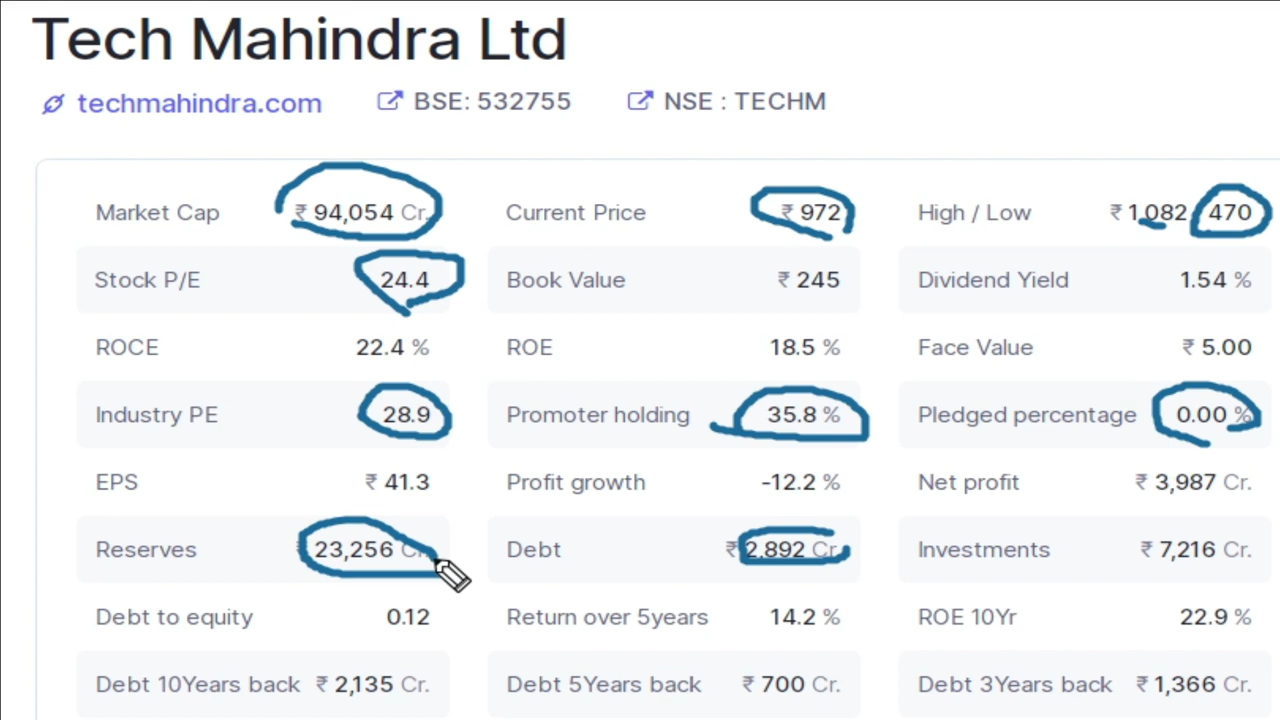 Tech Mahindra Ltd
techmahindra.com BSE: 532755 NSE : TECHM
Market Cap ₹ 94,054 Cr. Current Price ₹ 972 High / Low ₹ 1,082 / 470
Stock P/E 24.4 Book Value ₹ 245 Dividend Yield 1.54 %
ROCE 22.4 % ROE 18.5 % Face Value ₹ 5.00
Industry PE 28.9 Promoter holding 35.8 % Pledged percentage 0.00 %
EPS ₹ 41.3 Profit growth -12.2 % Net profit ₹ 3,987 Cr.
Reserves ₹ 23,256 Cr. Debt ₹ 2,892 Cr. Investments ₹ 7,216 Cr.
Debt to equity 0.12 Return over 5years 14.2 % ROE 10Yr 22.9 %
Debt 10Years back ₹ 2,135 Cr. Debt 5Years back ₹ 700 Cr. Debt 3Years back ₹ 1,366 Cr.